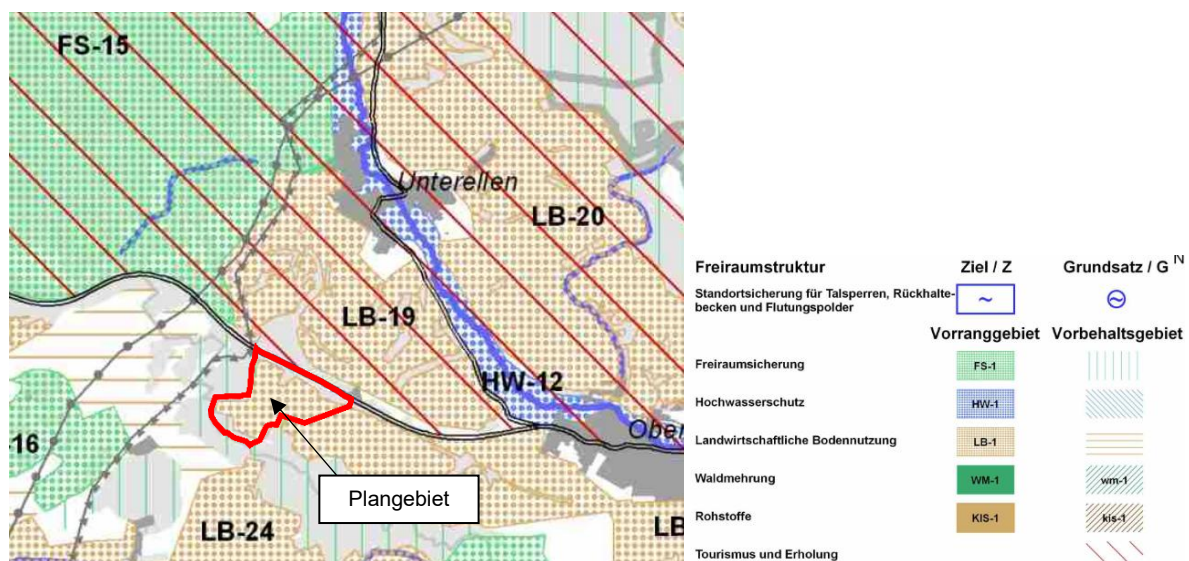 FS-15
Unterellen
LB-20
LB-19
HW-12
Ober
-16
Plangebiet
LB-24
LB
N
Freiraumstruktur Ziel / Z Grundsatz / G
Standortsicherung für Talsperren, Rückhalte-
becken und Flutungspolder
Vorranggebiet Vorbehaltsgebiet
Freiraumsicherung FS-1
Hochwasserschutz HW-1
Landwirtschaftliche Bodennutzung LB-1
Waldmehrung WM-1 wm-1
Rohstoffe KIS-1 kis-1
Tourismus und Erholung